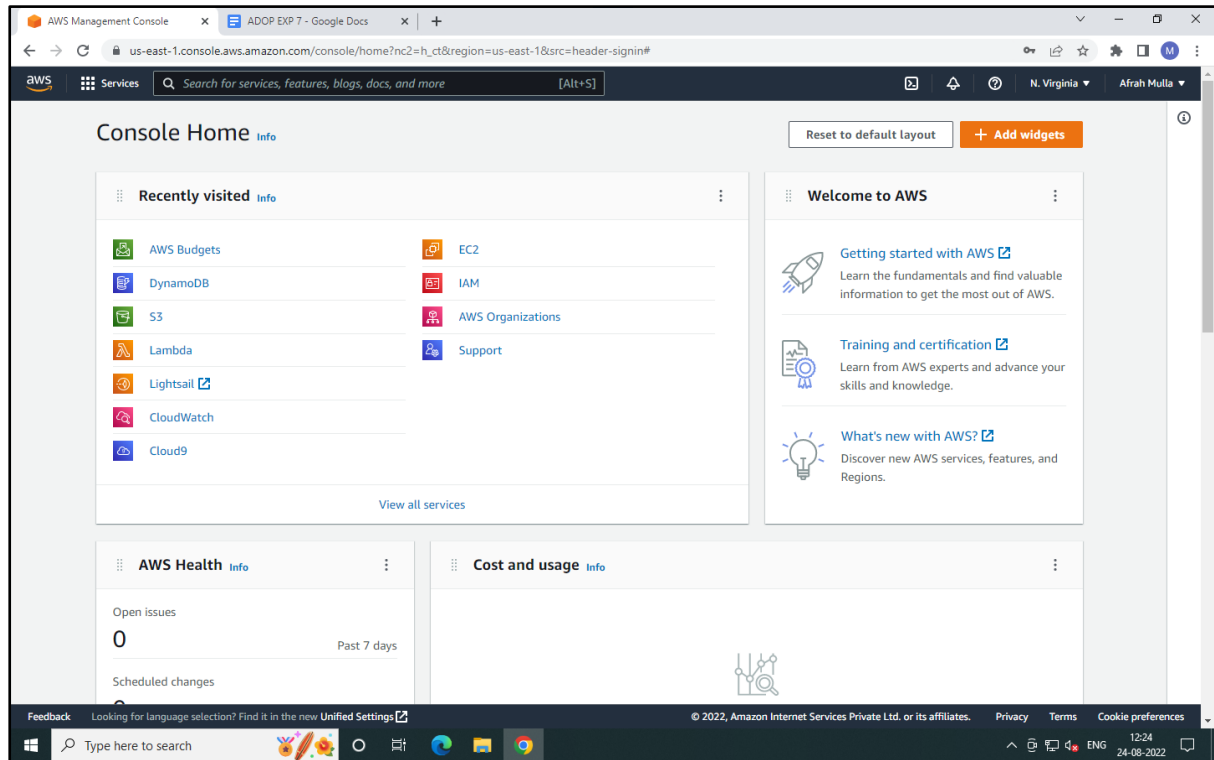 AWS Management Console
ADOP EXP 7 - Google Docs
us-east-1.console.aws.amazon.com/console/home?nc2=h_ct&region=us-east-1&src=header-signin#
M
aws
Services
Search for services, features, blogs, docs, and more
[Alt+S]
N. Virginia
Afrah Mulla
Console Home Info
Reset to default layout
+ Add widgets
Recently visited Info
AWS Budgets
DynamoDB
S3
Lambda
Lightsail
CloudWatch
Cloud9
EC2
IAM
AWS Organizations
Support
View all services
Welcome to AWS
Getting started with AWS
Learn the fundamentals and find valuable
information to get the most out of AWS.
Training and certification
Learn from AWS experts and advance your
skills and knowledge.
What's new with AWS?
Discover new AWS services, features, and
Regions.
AWS Health Info
Open issues
0
Past 7 days
Scheduled changes
Cost and usage Info
Feedback
Looking for language selection? Find it in the new Unified Settings
© 2022, Amazon Internet Services Private Ltd. or its affiliates.
Privacy
Terms
Cookie preferences
Type here to search
ENG
12:24
24-08-2022